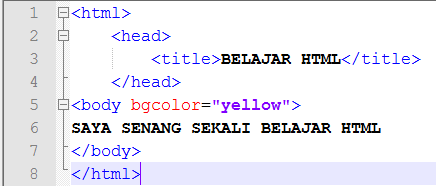 1 <html>
2 <head>
3 <title>BELAJAR HTML</title>
4 </head>
5 <body bgcolor="yellow">
6 SAYA SENANG SEKALI BELAJAR HTML
7 </body>
8 </html>